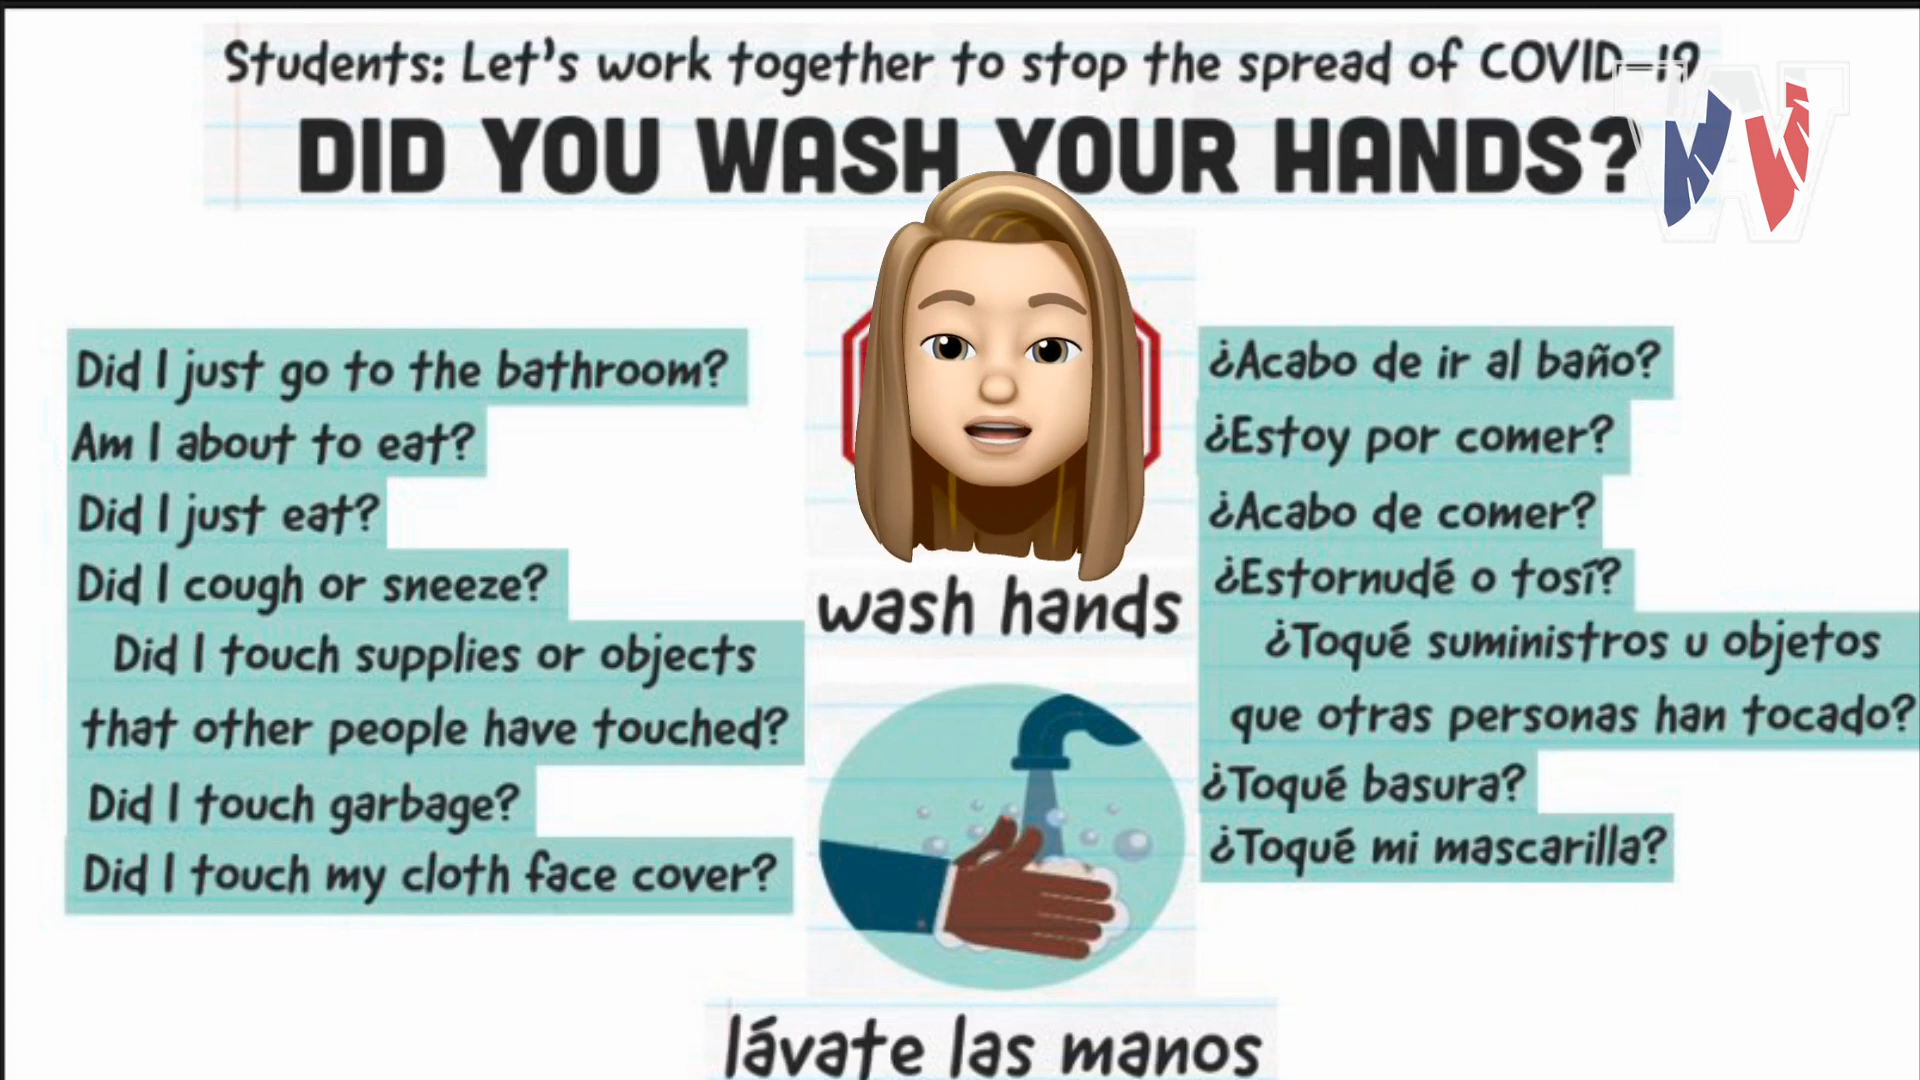 Students: Let's work together to stop the spread of COVID-19
DID YOU WASH YOUR HANDS?
Did I just go to the bathroom?
Am I about to eat?
Did I just eat?
Did I cough or sneeze?
Did I touch supplies or objects
that other people have touched?
Did I touch garbage?
Did I touch my cloth face cover?
wash hands
lávate las manos
¿Acabo de ir al baño?
¿Estoy por comer?
¿Acabo de comer?
¿Estornudé o tosí?
¿Toqué suministros u objetos
que otras personas han tocado?
¿Toqué basura?
¿Toqué mi mascarilla?
W